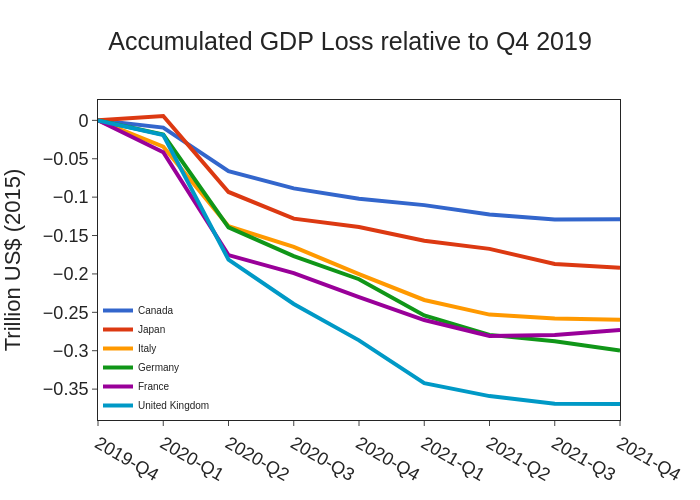 Accumulated GDP Loss relative to Q4 2019
Trillion US$ (2015)
0
−0.05
−0.1
−0.15
−0.2
−0.25
−0.3
−0.35
Canada
Japan
Italy
Germany
France
United Kingdom
2019-Q4
2020-Q1
2020-Q2
2020-Q3
2020-Q4
2021-Q1
2021-Q2
2021-Q3
2021-Q4